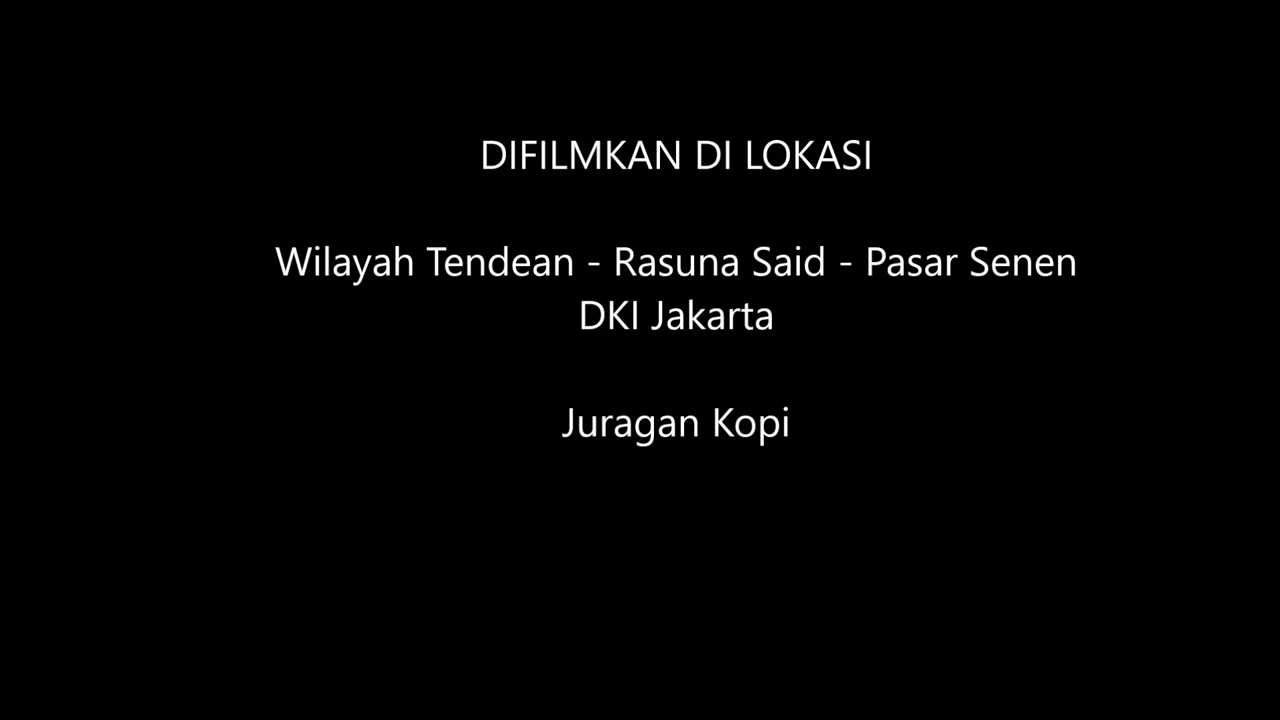 DIFILMKAN DI LOKASI
Wilayah Tendean - Rasuna Said - Pasar Senen
DKI Jakarta
Juragan Kopi